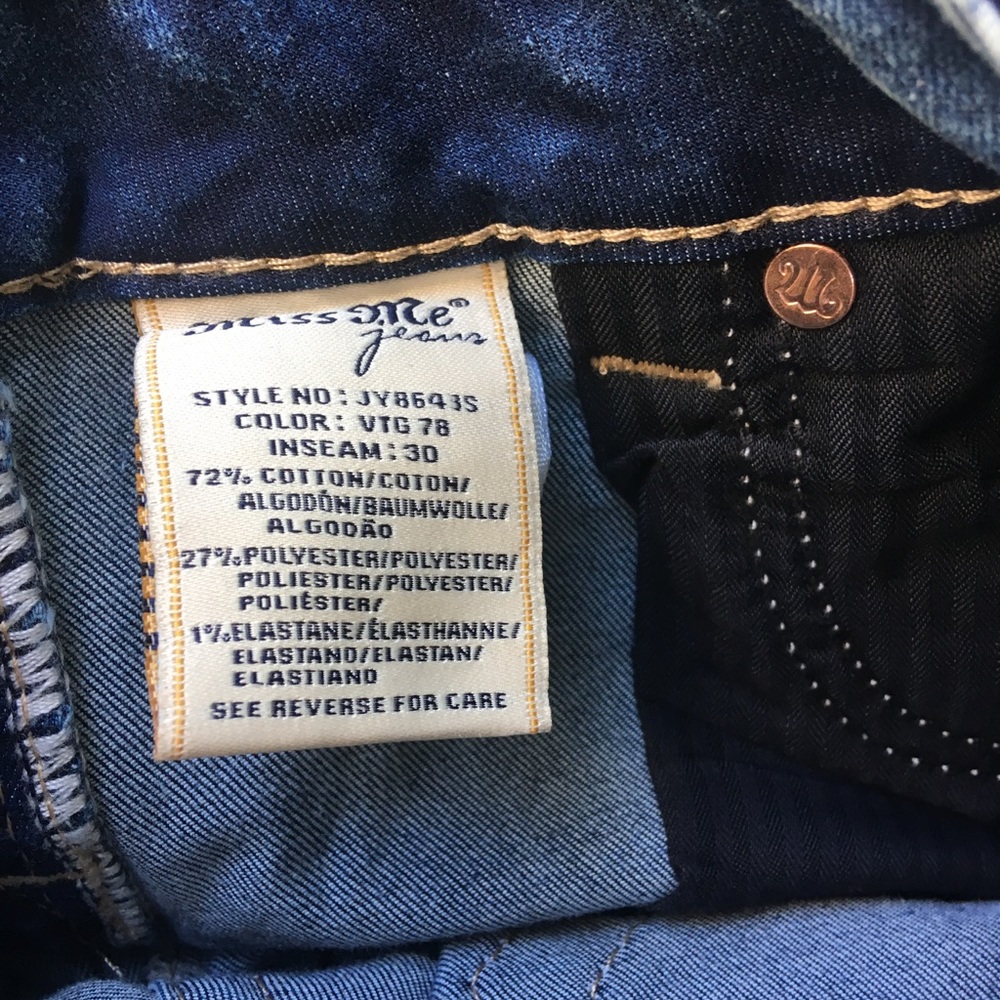 Miss Me®
jeans
STYLE NO: JY8643S
COLOR: VTG 78
INSEAM: 30
72% COTTON/COTON/
ALGODÓN/BAUMWOLLE/
ALGODÃO
27% POLYESTER/POLYESTER/
POLIESTER/POLYESTER/
POLIÉSTER/
1% ELASTANE/ÉLASTHANNE/
ELASTANO/ELASTAN/
ELASTIANO
SEE REVERSE FOR CARE
M